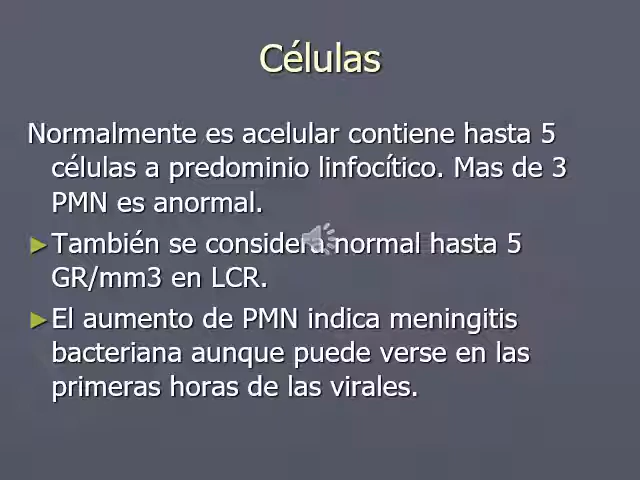 Células
Normalmente es acelular contiene hasta 5
células a predominio linfocítico. Mas de 3
PMN es anormal.
►También se considera normal hasta 5
GR/mm3 en LCR.
►El aumento de PMN indica meningitis
bacteriana aunque puede verse en las
primeras horas de las virales.